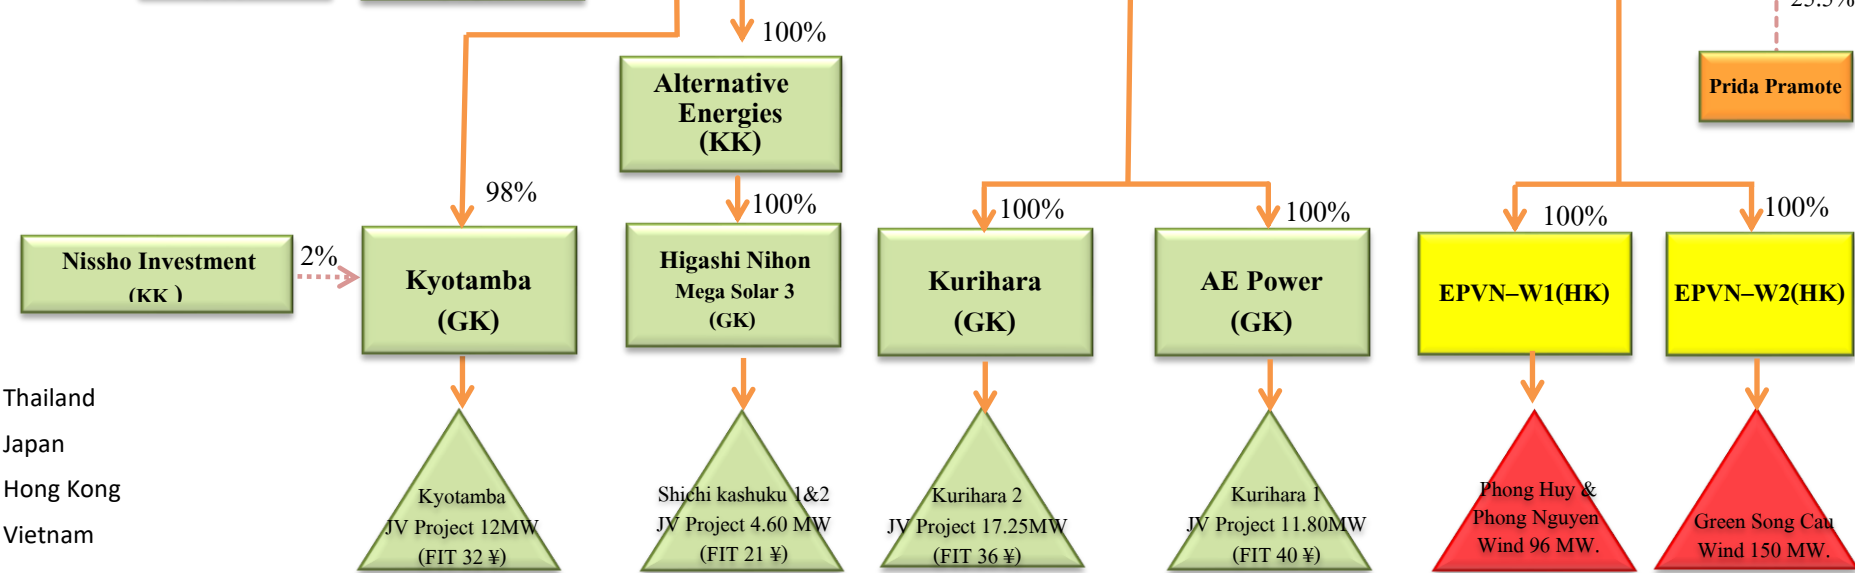 25.5%
100%
Alternative
Energies
(KK)
Prida Pramote
98%
100%
100%
100%
100%
100%
Nissho Investment
(KK )
2%
Kyotamba
(GK)
Higashi Nihon
Mega Solar 3
(GK)
Kurihara
(GK)
AE Power
(GK)
EPVN–W1(HK)
EPVN–W2(HK)
Thailand
Japan
Hong Kong
Vietnam
Kyotamba
JV Project 12MW
(FIT 32 ¥)
Shichi kashuku 1&2
JV Project 4.60 MW
(FIT 21 ¥)
Kurihara 2
JV Project 17.25MW
(FIT 36 ¥)
Kurihara 1
JV Project 11.80MW
(FIT 40 ¥)
Phong Huy &
Phong Nguyen
Wind 96 MW.
Green Song Cau
Wind 150 MW.